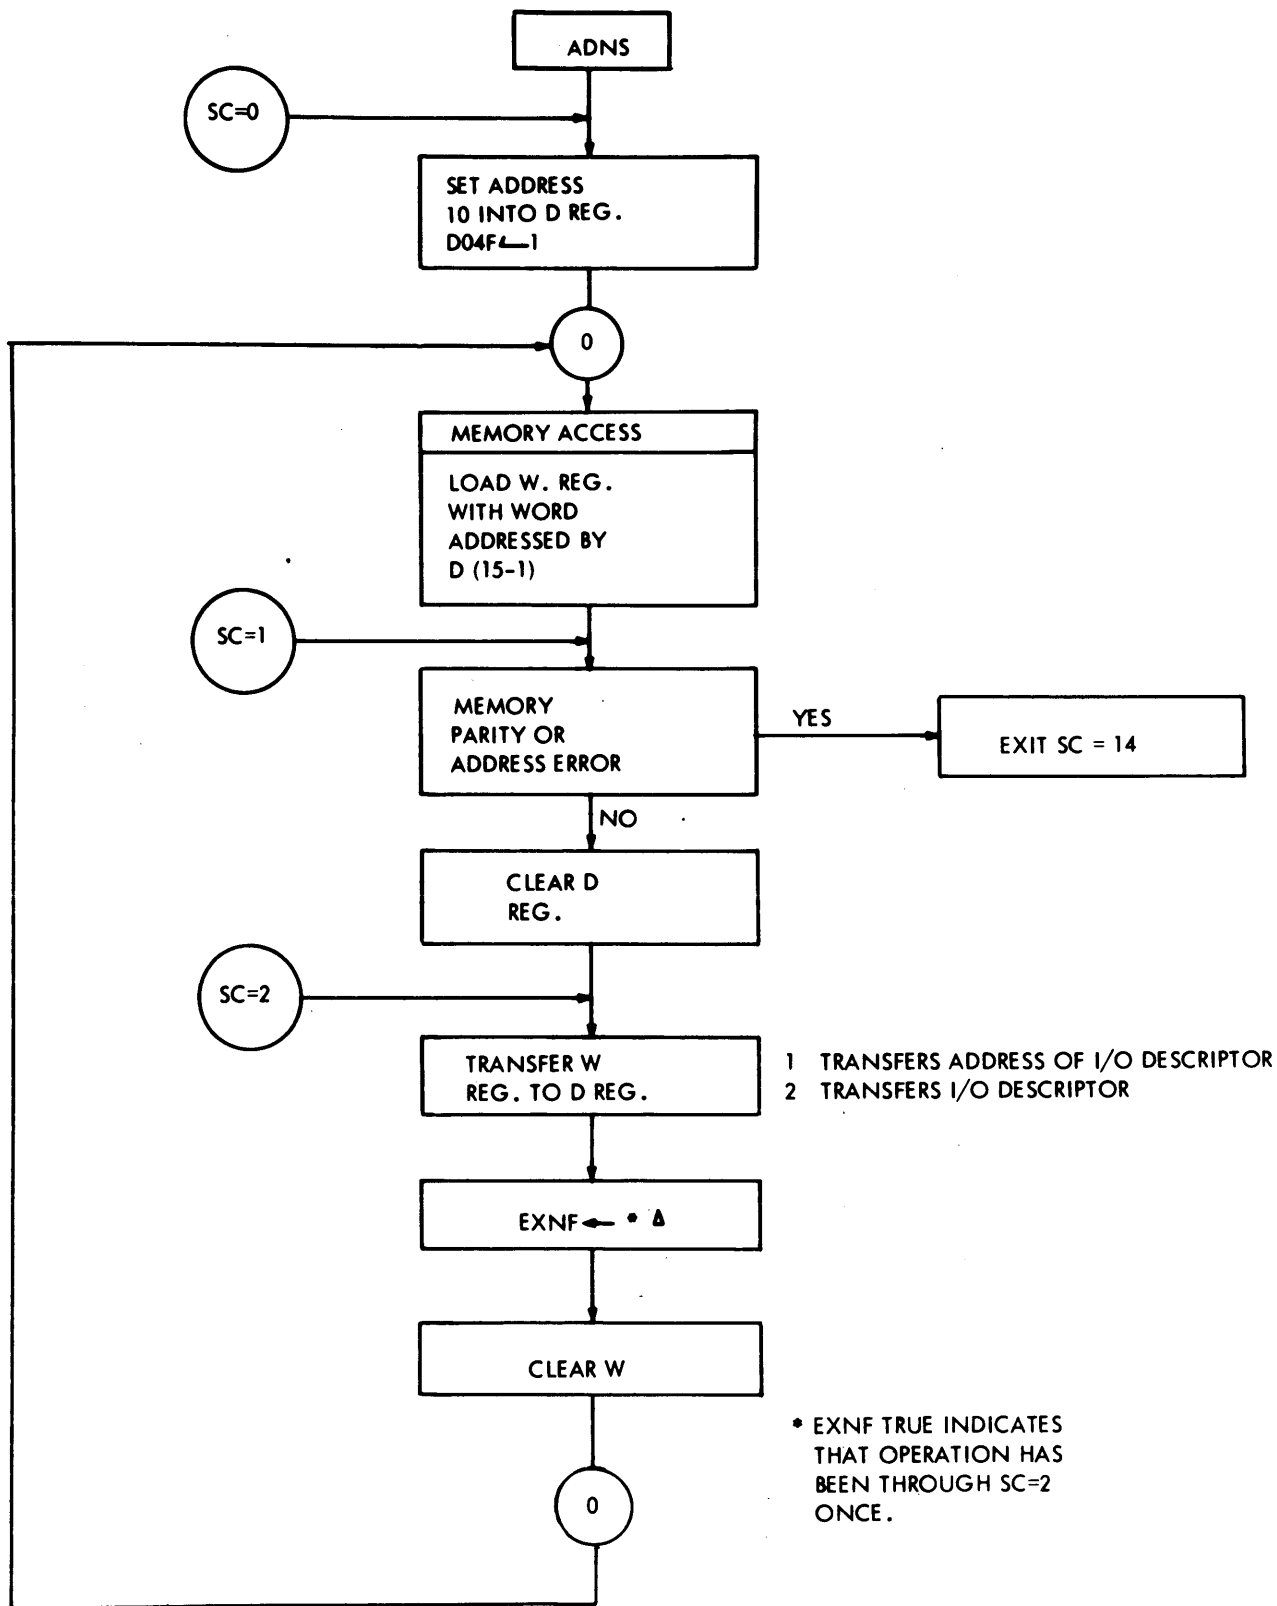 ADNS
SC=0
SET ADDRESS
10 INTO D REG.
D04F←1
0
MEMORY ACCESS
LOAD W. REG.
WITH WORD
ADDRESSED BY
D (15-1)
SC=1
MEMORY
PARITY OR
ADDRESS ERROR
YES
EXIT SC = 14
NO
CLEAR D
REG.
SC=2
TRANSFER W
REG. TO D REG.
1 TRANSFERS ADDRESS OF I/O DESCRIPTOR
2 TRANSFERS I/O DESCRIPTOR
EXNF← * Δ
CLEAR W
* EXNF TRUE INDICATES
THAT OPERATION HAS
BEEN THROUGH SC=2
ONCE.
0